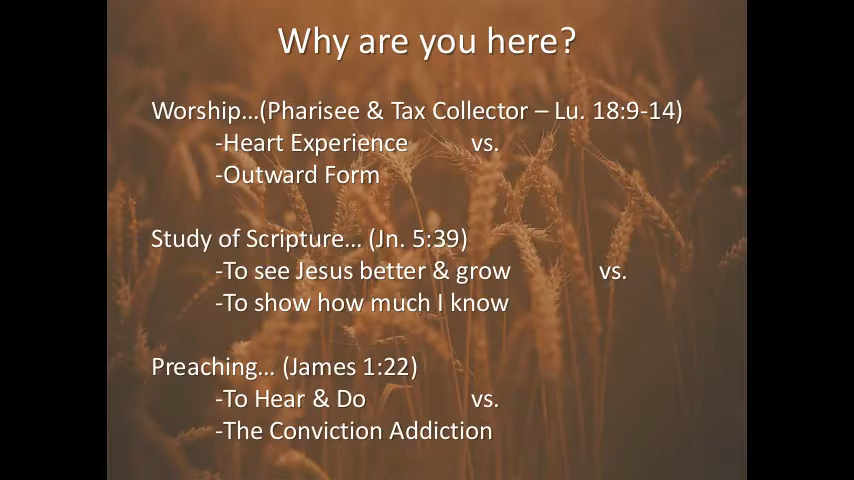 Why are you here?
Worship...(Pharisee & Tax Collector – Lu. 18:9-14)
-Heart Experience vs.
-Outward Form
Study of Scripture... (Jn. 5:39)
-To see Jesus better & grow vs.
-To show how much I know
Preaching... (James 1:22)
-To Hear & Do vs.
-The Conviction Addiction